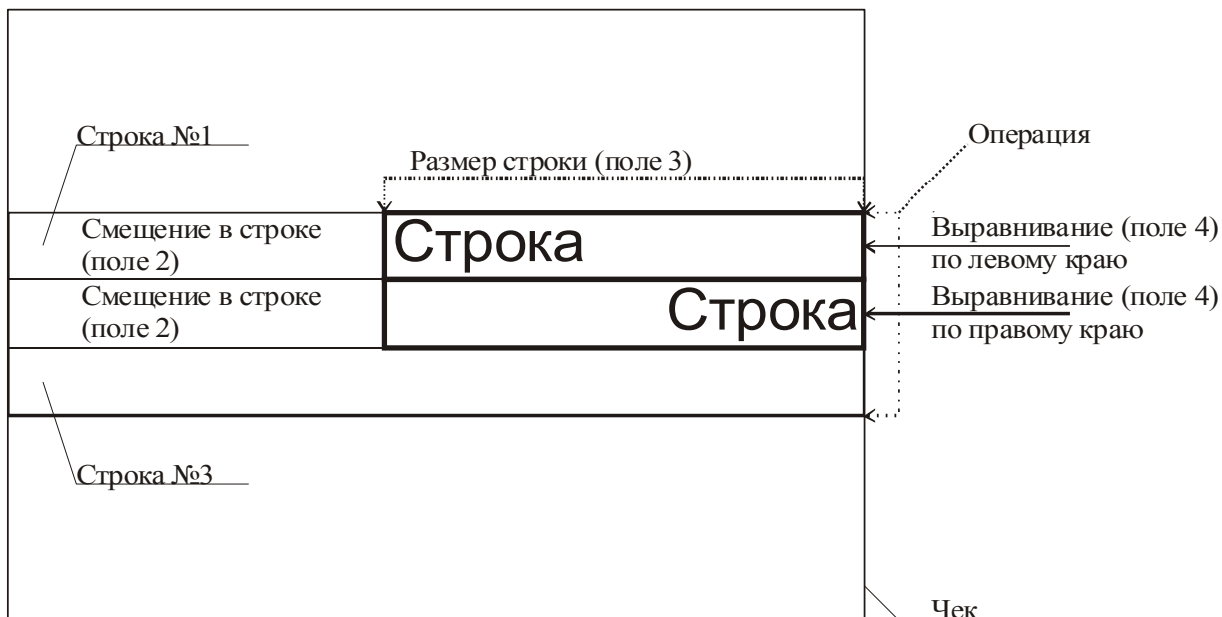 Строка №1
Операция
Размер строки (поле 3)
Смещение в строке
(поле 2)
Строка
Выравнивание (поле 4)
по левому краю
Смещение в строке
(поле 2)
Строка
Выравнивание (поле 4)
по правому краю
Строка №3
Чек